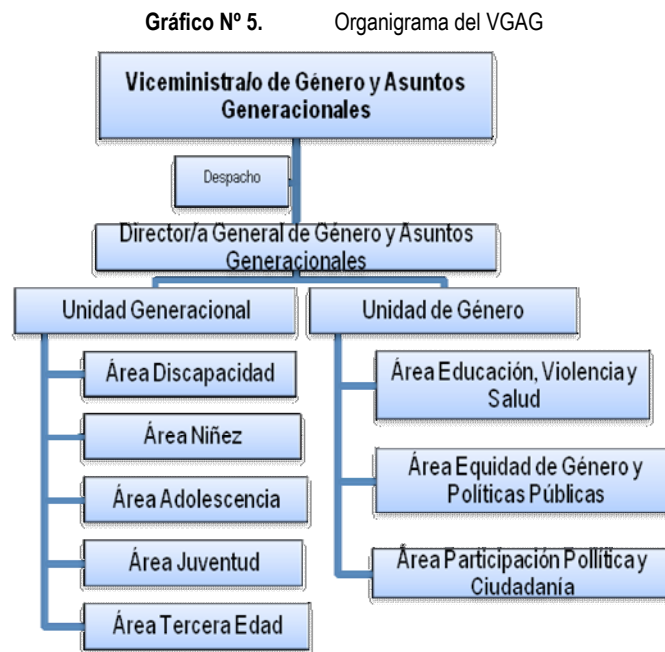 Gráfico Nº 5. Organigrama del VGAG
Viceministra/o de Género y Asuntos
Generacionales
Despacho
Director/a General de Género y Asuntos
Generacionales
Unidad Generacional
Unidad de Género
Área Discapacidad
Área Niñez
Área Adolescencia
Área Juventud
Área Tercera Edad
Área Educación, Violencia y
Salud
Área Equidad de Género y
Políticas Públicas
Área Participación Pollítica y
Ciudadanía